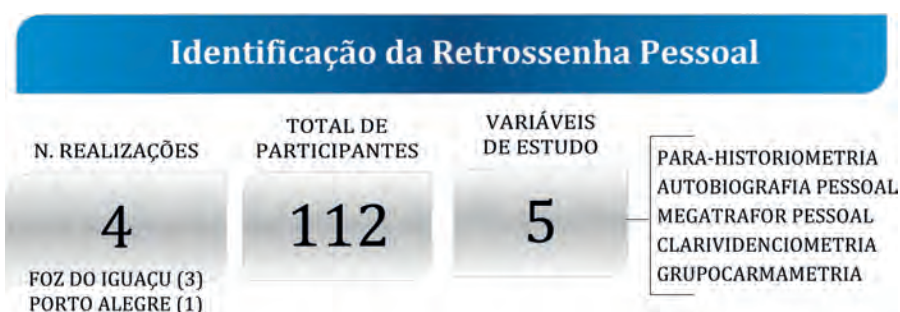 Identificação da Retrossenha Pessoal
N. REALIZAÇÕES
4
FOZ DO IGUAÇU (3)
PORTO ALEGRE (1)
TOTAL DE
PARTICIPANTES
112
VARIÁVEIS
DE ESTUDO
5
PARA-HISTORIOMETRIA
AUTOBIOGRAFIA PESSOAL
MEGATRAFOR PESSOAL
CLARIVIDENCIOMETRIA
GRUPOCARMAMETRIA